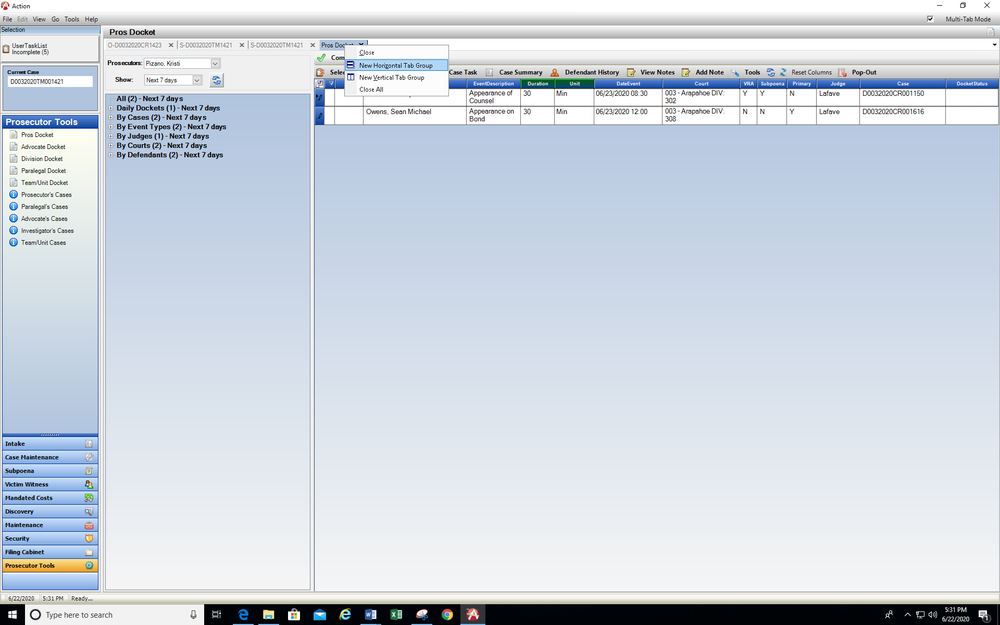 Action
File Edit View Go Tools Help
Multi-Tab Mode
Selection
UserTaskList
Incomplete (5)
Current Case
D0032020TM001421
Prosecutor Tools
Pros Docket
Advocate Docket
Division Docket
Paralegal Docket
Team/Unit Docket
Prosecutor's Cases
Paralegal's Cases
Advocate's Cases
Investigator's Cases
Team/Unit Cases
Intake
Case Maintenance
Subpoena
Victim Witness
Mandated Costs
Discovery
Maintenance
Security
Filing Cabinet
Prosecutor Tools
Pros Docket
O-D0032020CR1423 S-D0032020TM1421 S-D0032020TM1421 Pros Docket
Prosecutors: Pizano, Kristi
Show: Next 7 days
All (2) - Next 7 days
Daily Dockets (1) - Next 7 days
By Cases (2) - Next 7 days
By Event Types (2) - Next 7 days
By Judges (1) - Next 7 days
By Courts (2) - Next 7 days
By Defendants (2) - Next 7 days
Close
New Horizontal Tab Group
New Vertical Tab Group
Close All
Com
Selec Case Task Case Summary Defendant History View Notes Add Note Tools Reset Columns Pop-Out
EventDescription Duration Unit DateEvent Court VRA Subpoena Primary Judge Case DocketStatus
Appearance of Counsel 30 Min 06/23/2020 08:30 003 - Arapahoe DIV: 302 Y Y N Lafave D0032020CR001150
Owens, Sean Michael Appearance on Bond 30 Min 06/23/2020 12:00 003 - Arapahoe DIV: 308 N N Y Lafave D0032020CR001616
6/22/2020 5:31 PM Ready...
Type here to search
5:31 PM
6/22/2020
1